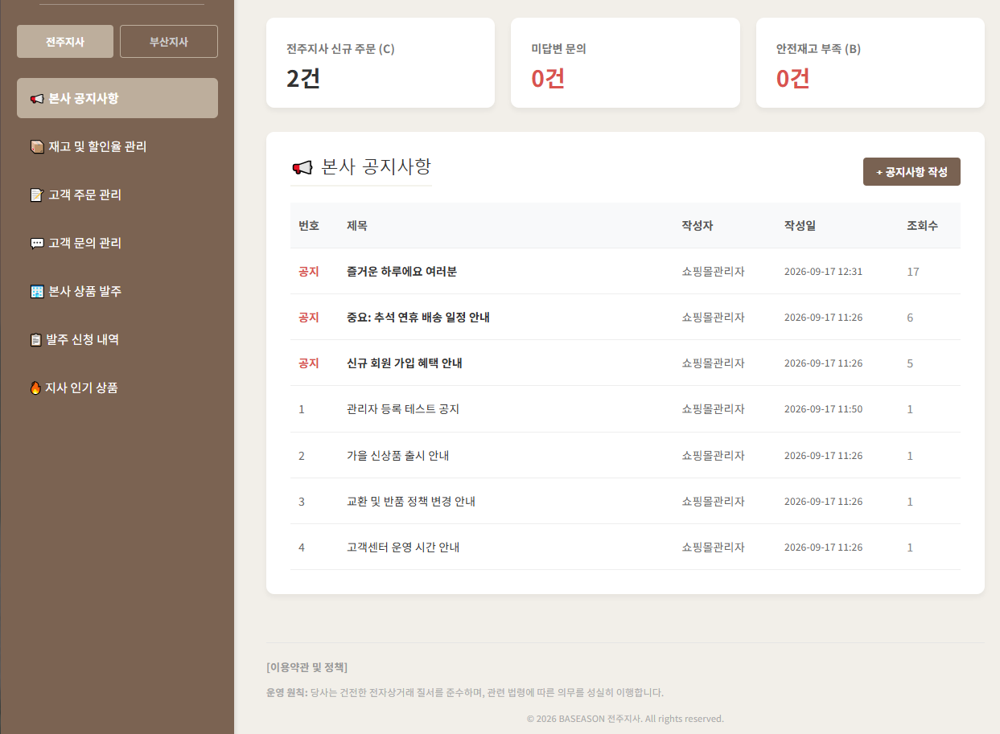 전주지사 부산지사
본사 공지사항
재고 및 할인율 관리
고객 주문 관리
고객 문의 관리
본사 상품 발주
발주 신청 내역
지사 인기 상품
전주지사 신규 주문 (C)
2건
미답변 문의
0건
안전재고 부족 (B)
0건
본사 공지사항
+ 공지사항 작성
번호 제목 작성자 작성일 조회수
공지 즐거운 하루에요 여러분 쇼핑몰관리자 2026-09-17 12:31 17
공지 중요: 추석 연휴 배송 일정 안내 쇼핑몰관리자 2026-09-17 11:26 6
공지 신규 회원 가입 혜택 안내 쇼핑몰관리자 2026-09-17 11:26 5
1 관리자 등록 테스트 공지 쇼핑몰관리자 2026-09-17 11:50 1
2 가을 신상품 출시 안내 쇼핑몰관리자 2026-09-17 11:26 1
3 교환 및 반품 정책 변경 안내 쇼핑몰관리자 2026-09-17 11:26 1
4 고객센터 운영 시간 안내 쇼핑몰관리자 2026-09-17 11:26 1
[이용약관 및 정책]
운영 원칙: 당사는 건전한 전자상거래 질서를 준수하며, 관련 법령에 따른 의무를 성실히 이행합니다.
© 2026 BASEASON 전주지사. All rights reserved.